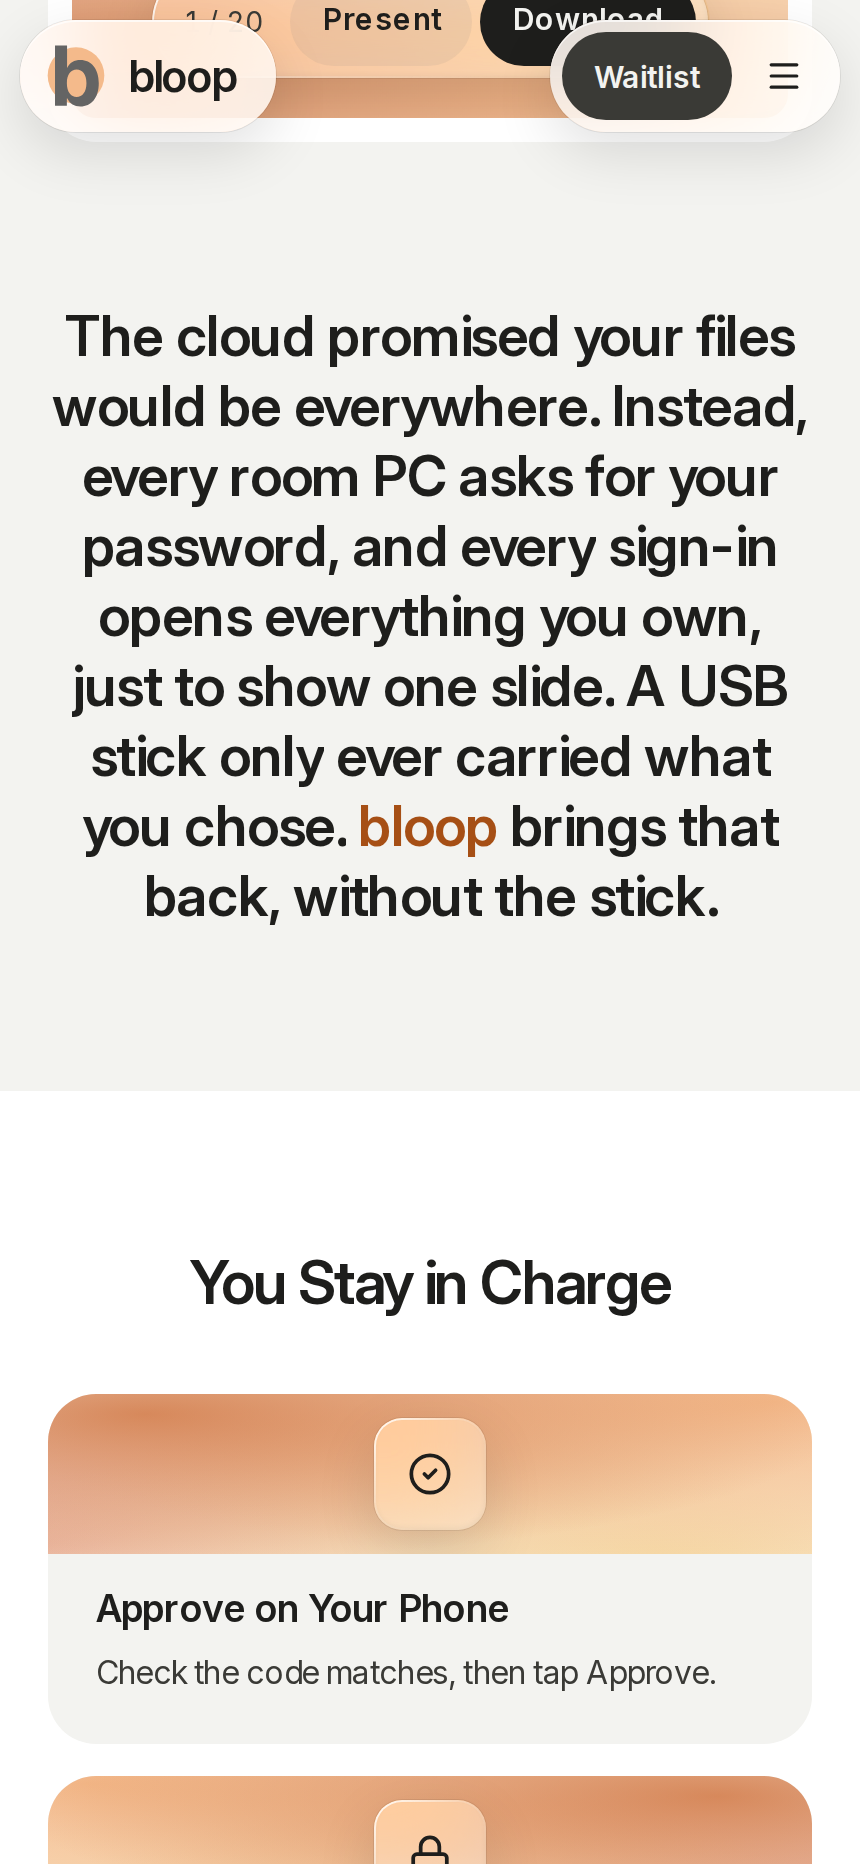 1 / 20 Present Download
bloop Waitlist
The cloud promised your files
would be everywhere. Instead,
every room PC asks for your
password, and every sign-in
opens everything you own,
just to show one slide. A USB
stick only ever carried what
you chose. bloop brings that
back, without the stick.
You Stay in Charge
Approve on Your Phone
Check the code matches, then tap Approve.